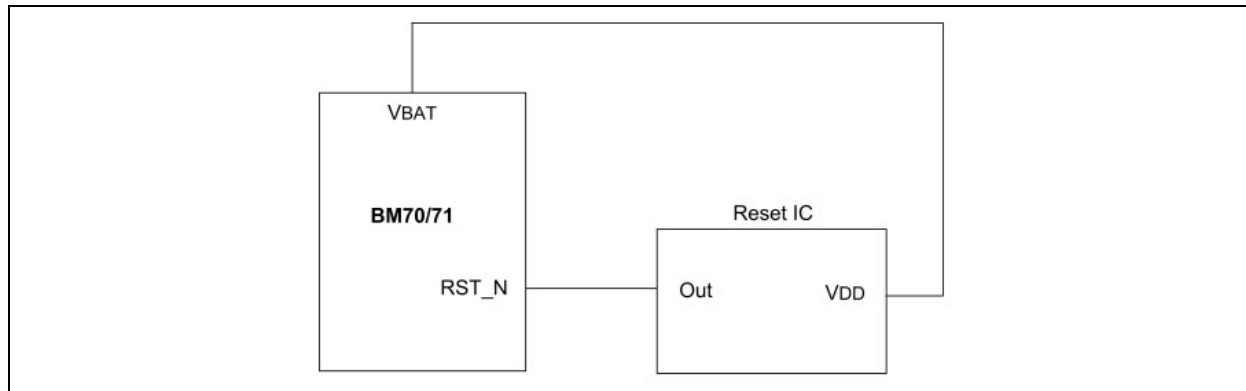 VBAT
BM70/71
Reset IC
RST_N
Out
VDD